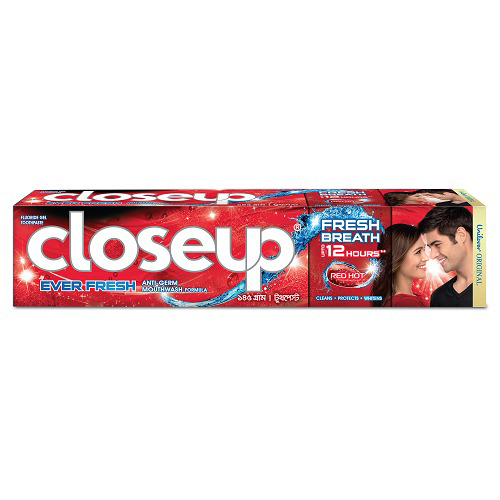 FLUORIDE GEL
TOOTHPASTE
closeup®
EVER FRESH
ANTI-GERM
MOUTHWASH FORMULA
১৪৫ গ্রাম | টুথপেস্ট
FRESH
BREATH
12 HOURS**
RED HOT
CLEANS • PROTECTS • WHITENS
Unilever ORIGINAL